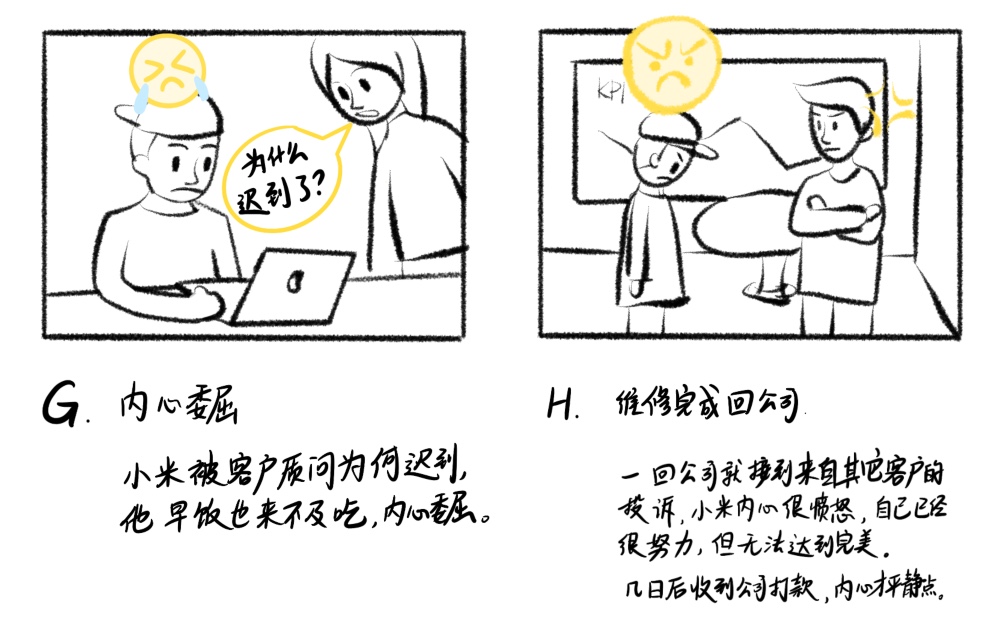 为什么
迟到了?
G. 内心委屈
小米被客户质问为何迟到,
他早饭也来不及吃,内心委屈。
KPI
H. 维修完成回公司.
一回公司就接到来自其它客户的
投诉,小米内心很愤怒,自己已经
很努力,但无法达到完美。
几日后收到公司打款,内心才平静点。